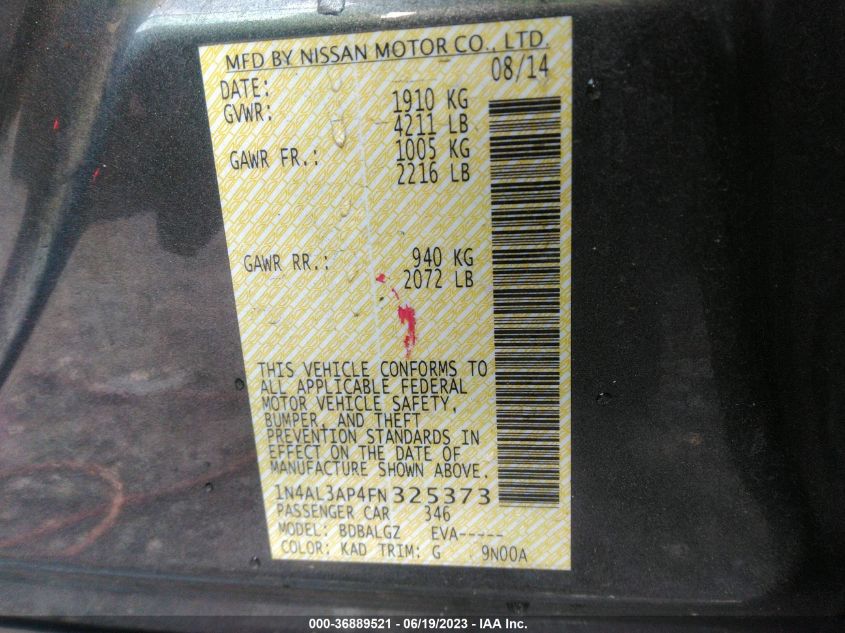 MFD BY NISSAN MOTOR CO., LTD.
DATE: 08/14
GVWR: 1910 KG
4211 LB
GAWR FR.: 1005 KG
2216 LB
GAWR RR.: 940 KG
2072 LB
THIS VEHICLE CONFORMS TO
ALL APPLICABLE FEDERAL
MOTOR VEHICLE SAFETY,
BUMPER, AND THEFT
PREVENTION STANDARDS IN
EFFECT ON THE DATE OF
MANUFACTURE SHOWN ABOVE.
1N4AL3AP4FN325373
PASSENGER CAR 346
MODEL: BDBALGZ EVA-----
COLOR: KAD TRIM: G 9N00A
000-36889521 - 06/19/2023 - IAA Inc.